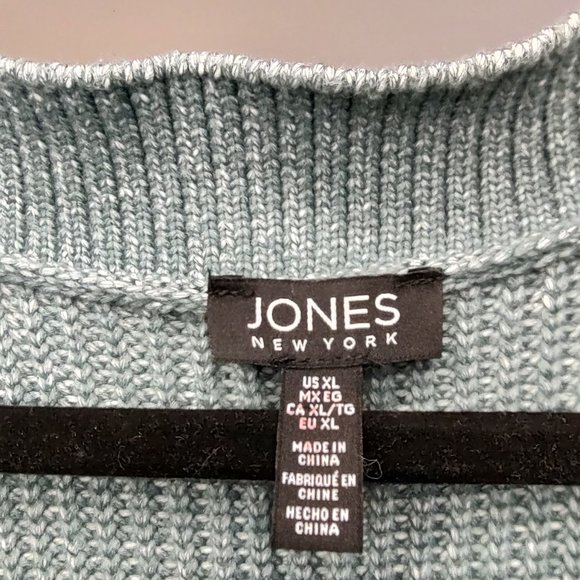 JONES
NEW YORK
US XL
MX EG
CA XL/TG
EU XL
MADE IN
CHINA
FABRIQUÉ EN
CHINE
HECHO EN
CHINA